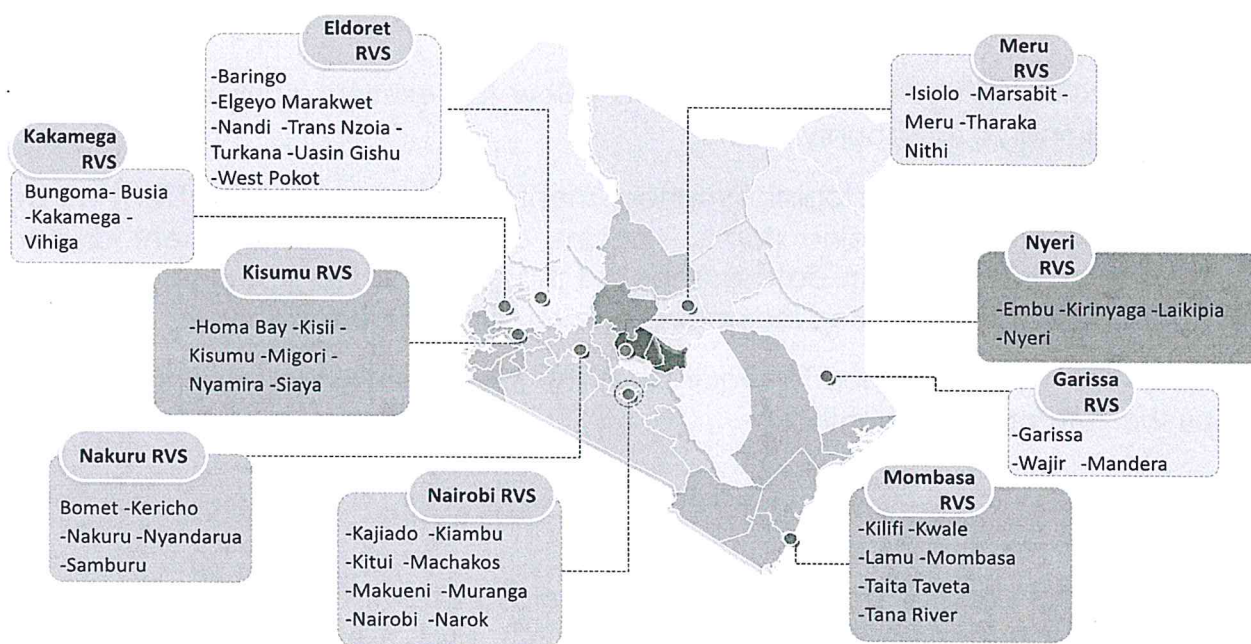 Eldoret
RVS
-Baringo
-Elgeyo Marakwet
-Nandi -Trans Nzoia -
Turkana -Uasin Gishu
-West Pokot
Meru
RVS
-Isiolo -Marsabit -
Meru -Tharaka
Nithi
Kakamega
RVS
Bungoma- Busia
-Kakamega -
Vihiga
Kisumu RVS
-Homa Bay -Kisii -
Kisumu -Migori -
Nyamira -Siaya
Nyeri
RVS
-Embu -Kirinyaga -Laikipia
-Nyeri
Garissa
RVS
-Garissa
-Wajir -Mandera
Nakuru RVS
Bomet -Kericho
-Nakuru -Nyandarua
-Samburu
Nairobi RVS
-Kajiado -Kiambu
-Kitui -Machakos
-Makueni -Muranga
-Nairobi -Narok
Mombasa
RVS
-Kilifi -Kwale
-Lamu -Mombasa
-Taita Taveta
-Tana River